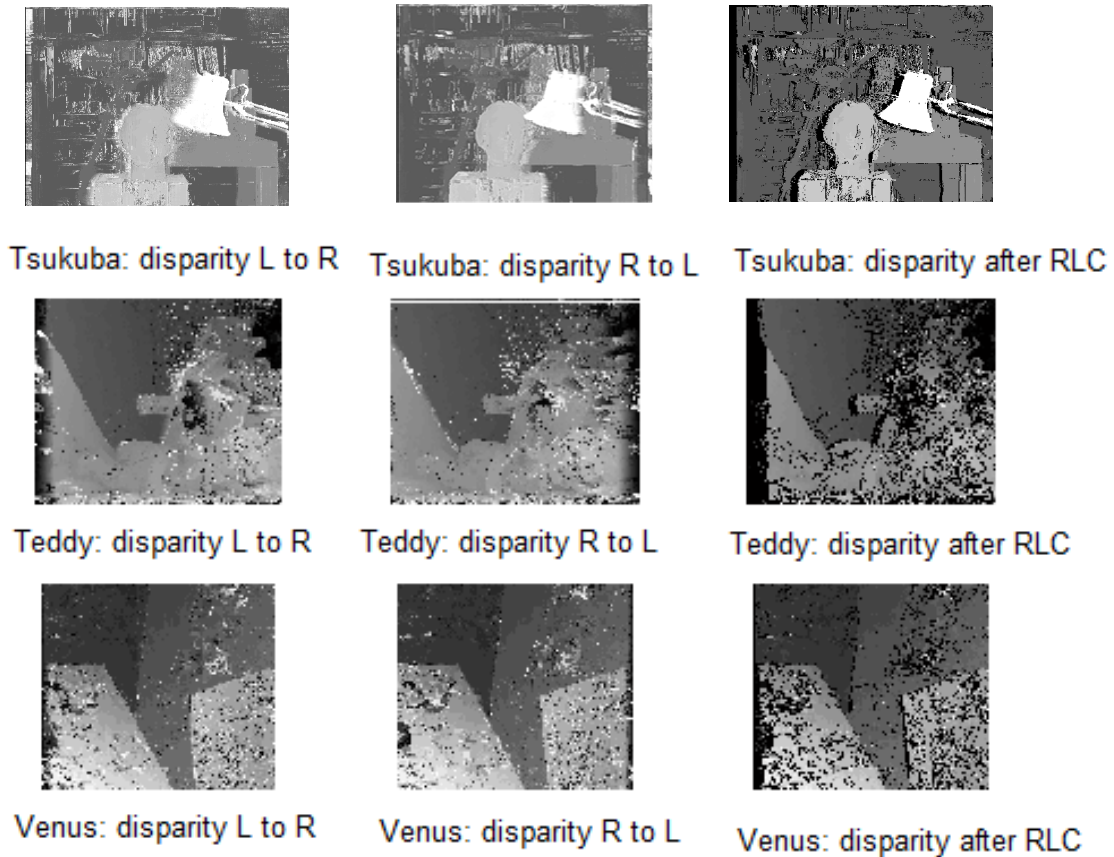 Tsukuba: disparity L to R
Tsukuba: disparity R to L
Tsukuba: disparity after RLC
Teddy: disparity L to R
Teddy: disparity R to L
Teddy: disparity after RLC
Venus: disparity L to R
Venus: disparity R to L
Venus: disparity after RLC